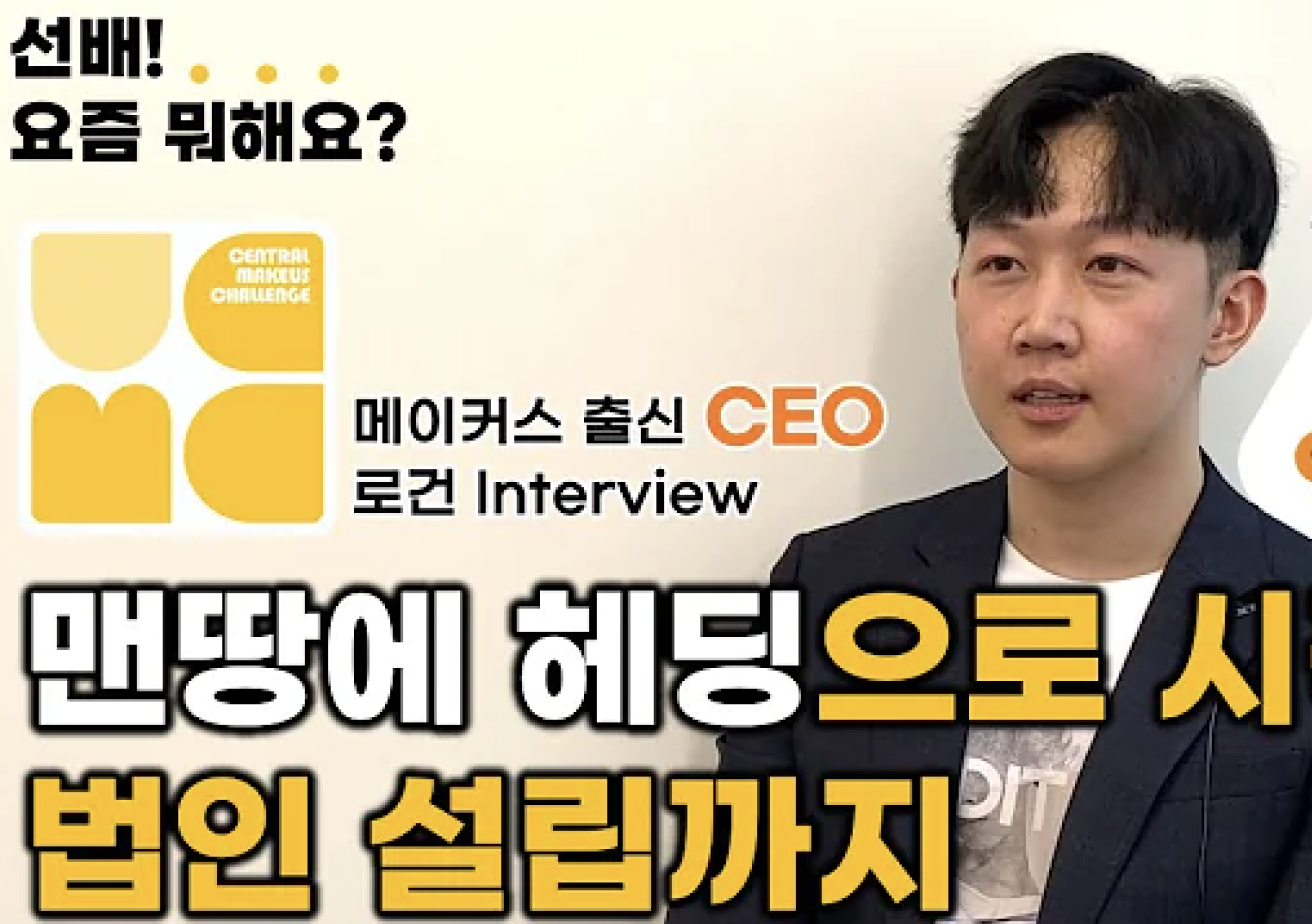 선배!
요즘 뭐해요?
CENTRAL
MAKEUS
CHALLENGE
메이커스 출신 CEO
로건 Interview
맨땅에 헤딩으로 시
법인 설립까지